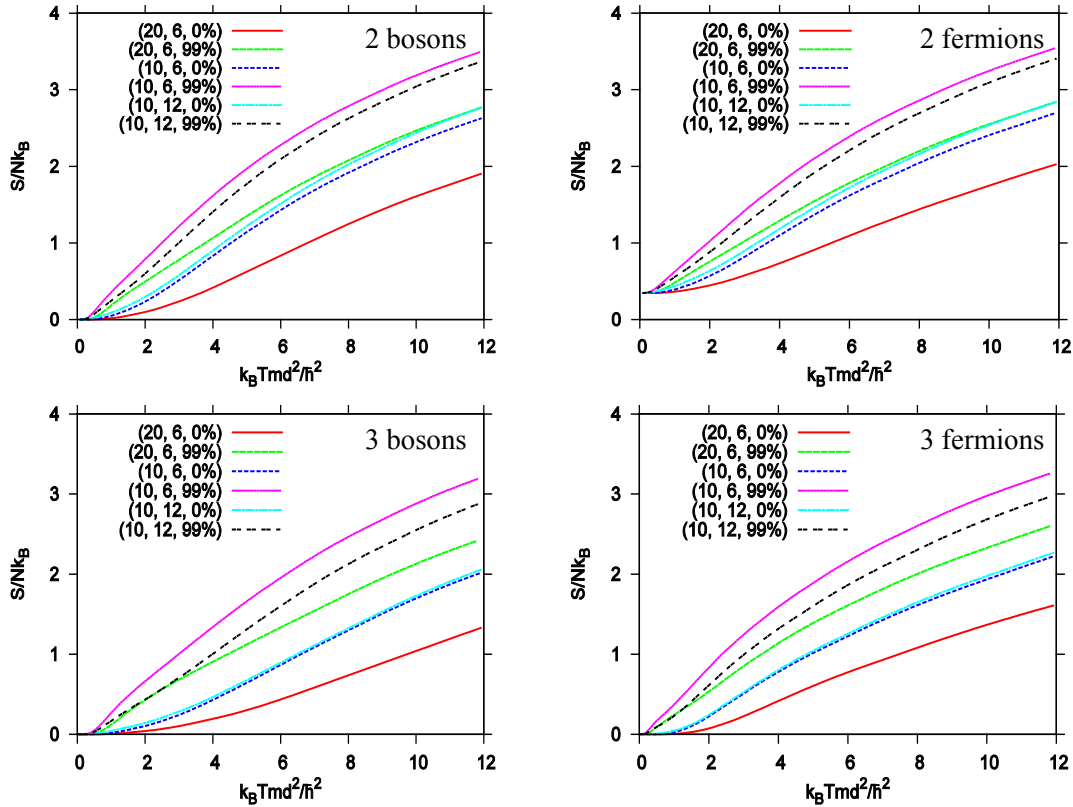 2 bosons
(20, 6, 0%)
(20, 6, 99%)
(10, 6, 0%)
(10, 6, 99%)
(10, 12, 0%)
(10, 12, 99%)
S/Nk_B
4
3
2
1
0
0 2 4 6 8 10 12
k_BTmd²/ħ²
2 fermions
(20, 6, 0%)
(20, 6, 99%)
(10, 6, 0%)
(10, 6, 99%)
(10, 12, 0%)
(10, 12, 99%)
S/Nk_B
4
3
2
1
0
0 2 4 6 8 10 12
k_BTmd²/ħ²
3 bosons
(20, 6, 0%)
(20, 6, 99%)
(10, 6, 0%)
(10, 6, 99%)
(10, 12, 0%)
(10, 12, 99%)
S/Nk_B
4
3
2
1
0
0 2 4 6 8 10 12
k_BTmd²/ħ²
3 fermions
(20, 6, 0%)
(20, 6, 99%)
(10, 6, 0%)
(10, 6, 99%)
(10, 12, 0%)
(10, 12, 99%)
S/Nk_B
4
3
2
1
0
0 2 4 6 8 10 12
k_BTmd²/ħ²